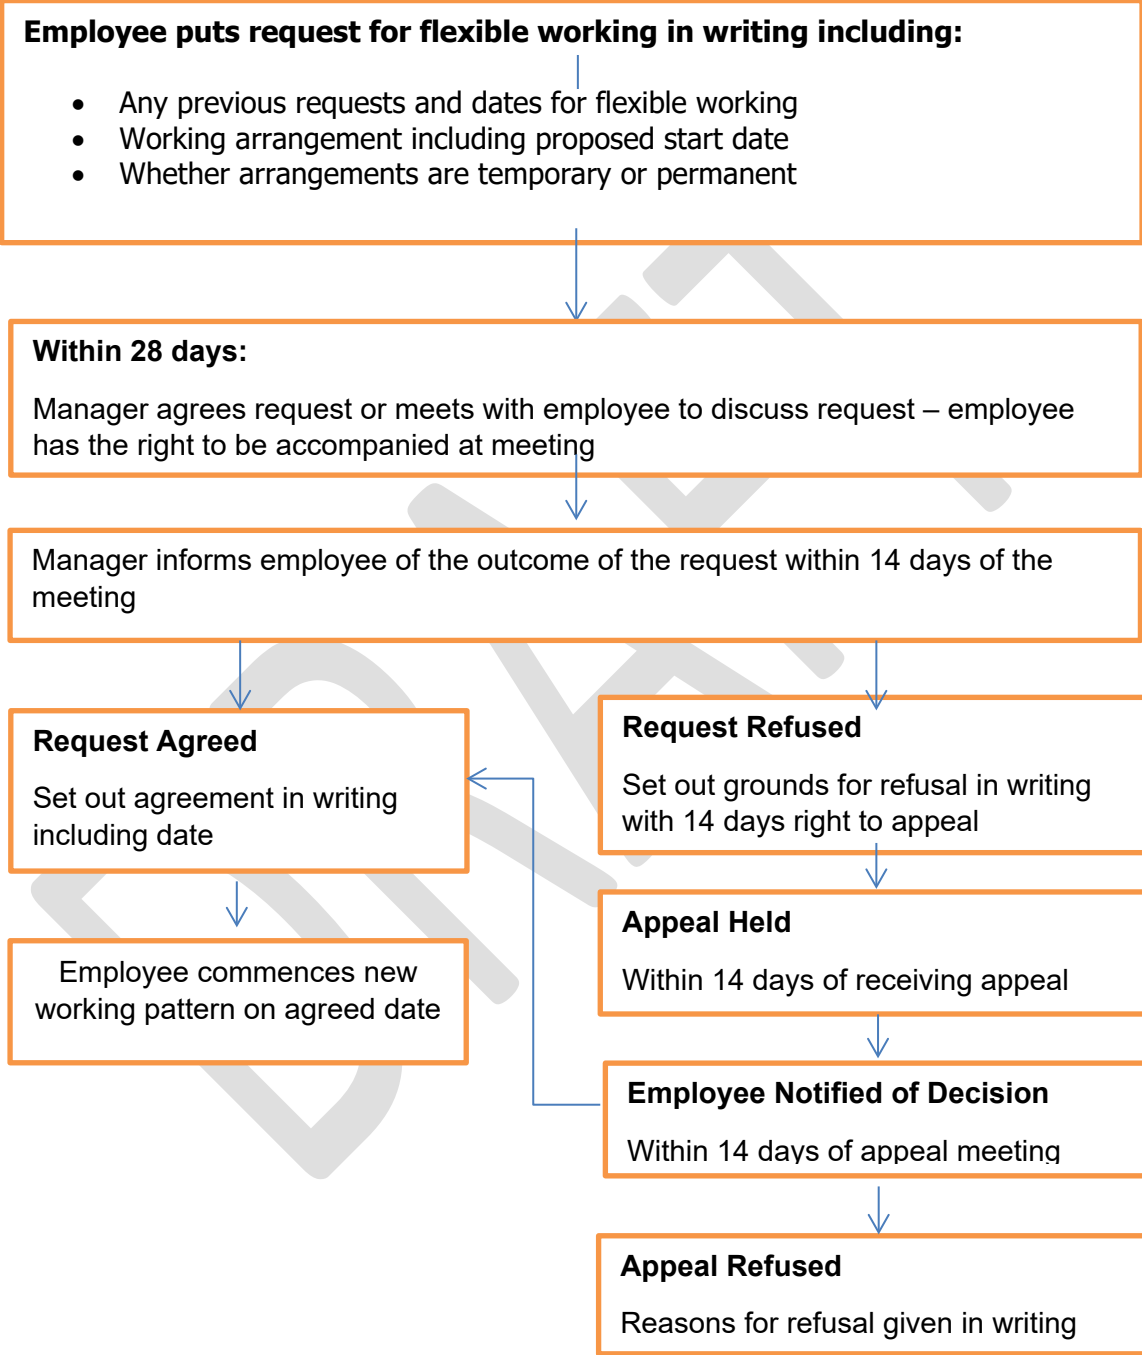 Employee puts request for flexible working in writing including:
• Any previous requests and dates for flexible working
• Working arrangement including proposed start date
• Whether arrangements are temporary or permanent
Within 28 days:
Manager agrees request or meets with employee to discuss request – employee
has the right to be accompanied at meeting
Manager informs employee of the outcome of the request within 14 days of the
meeting
Request Agreed
Set out agreement in writing
including date
Employee commences new
working pattern on agreed date
Request Refused
Set out grounds for refusal in writing
with 14 days right to appeal
Appeal Held
Within 14 days of receiving appeal
Employee Notified of Decision
Within 14 days of appeal meeting
Appeal Refused
Reasons for refusal given in writing
DRAFT